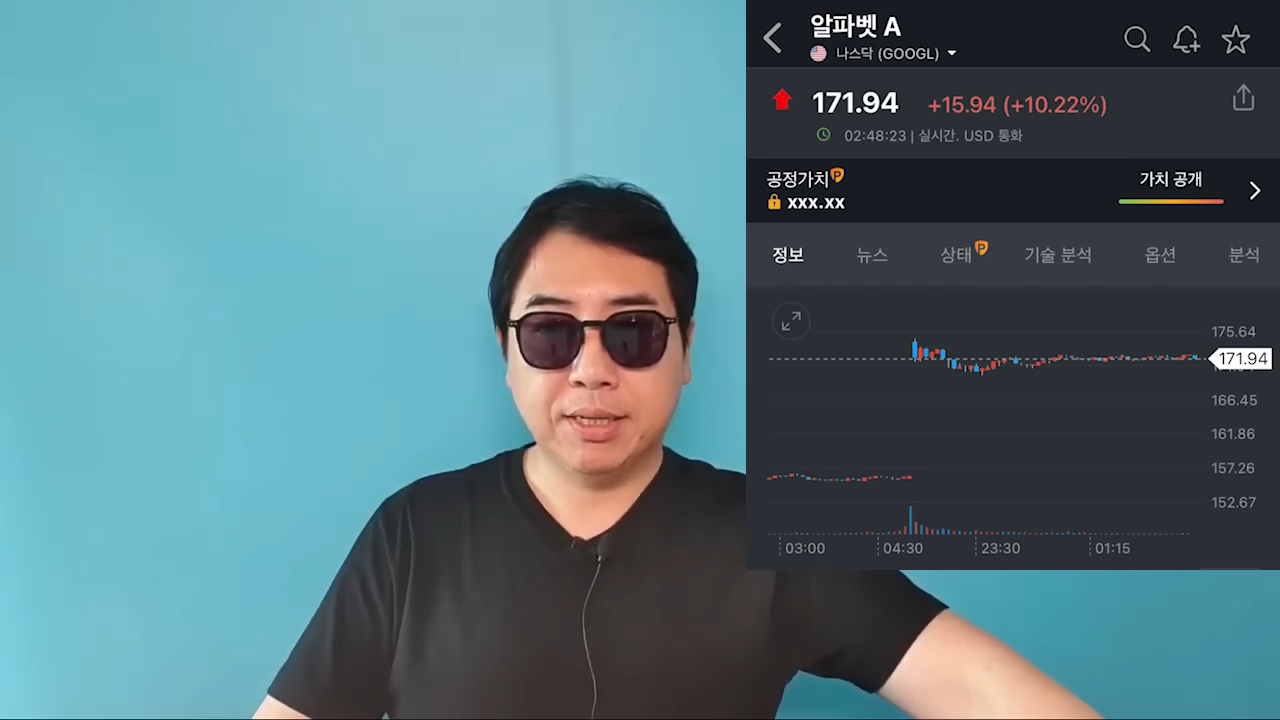 알파벳 A
나스닥 (GOOGL)
171.94 +15.94 (+10.22%)
02:48:23 | 실시간. USD 통화
공정가치
xxx.xx
가치 공개
정보 뉴스 상태 기술 분석 옵션 분석
175.64
171.94
166.45
161.86
157.26
152.67
03:00 04:30 23:30 01:15